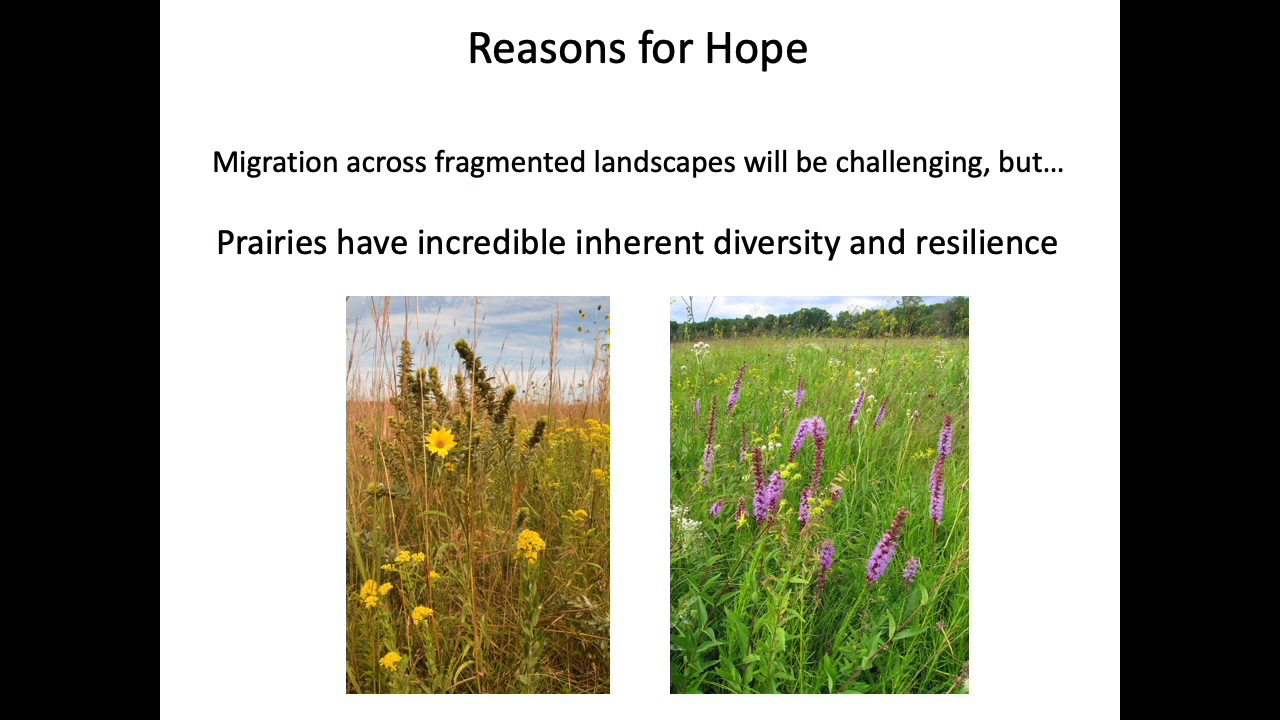 Reasons for Hope
Migration across fragmented landscapes will be challenging, but…
Prairies have incredible inherent diversity and resilience